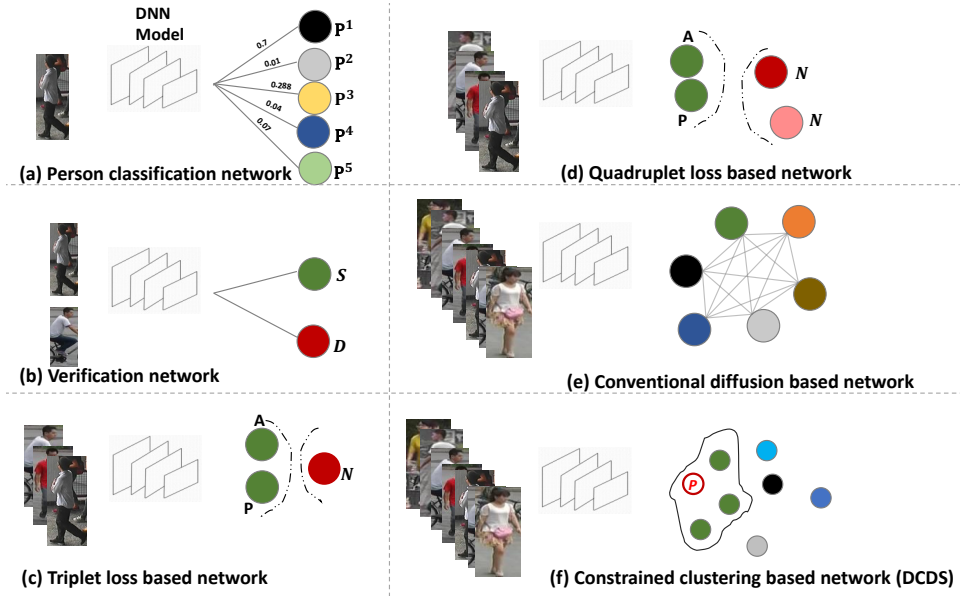 DNN
Model
0.7
0.01
0.288
0.04
0.07
P¹
P²
P³
P⁴
P⁵
(a) Person classification network
S
D
(b) Verification network
A
P
N
(c) Triplet loss based network
A
P
N
N
(d) Quadruplet loss based network
(e) Conventional diffusion based network
P
(f) Constrained clustering based network (DCDS)